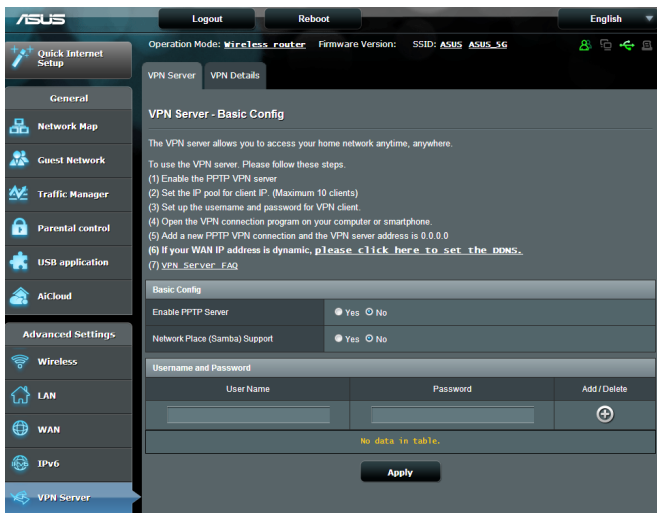 ASUS
Logout
Reboot
English
Quick Internet
Setup
Operation Mode: Wireless router Firmware Version: SSID: ASUS ASUS_5G
VPN Server
VPN Details
General
Network Map
Guest Network
Traffic Manager
Parental control
USB application
AiCloud
Advanced Settings
Wireless
LAN
WAN
IPv6
VPN Server
VPN Server - Basic Config
The VPN server allows you to access your home network anytime, anywhere.
To use the VPN server. Please follow these steps.
(1) Enable the PPTP VPN server
(2) Set the IP pool for client IP. (Maximum 10 clients)
(3) Set up the username and password for VPN client.
(4) Open the VPN connection program on your computer or smartphone.
(5) Add a new PPTP VPN connection and the VPN server address is 0.0.0.0
(6) If your WAN IP address is dynamic, please click here to set the DDNS.
(7) VPN Server FAQ
Basic Config
Enable PPTP Server Yes No
Network Place (Samba) Support Yes No
Username and Password
User Name Password Add / Delete
No data in table.
Apply